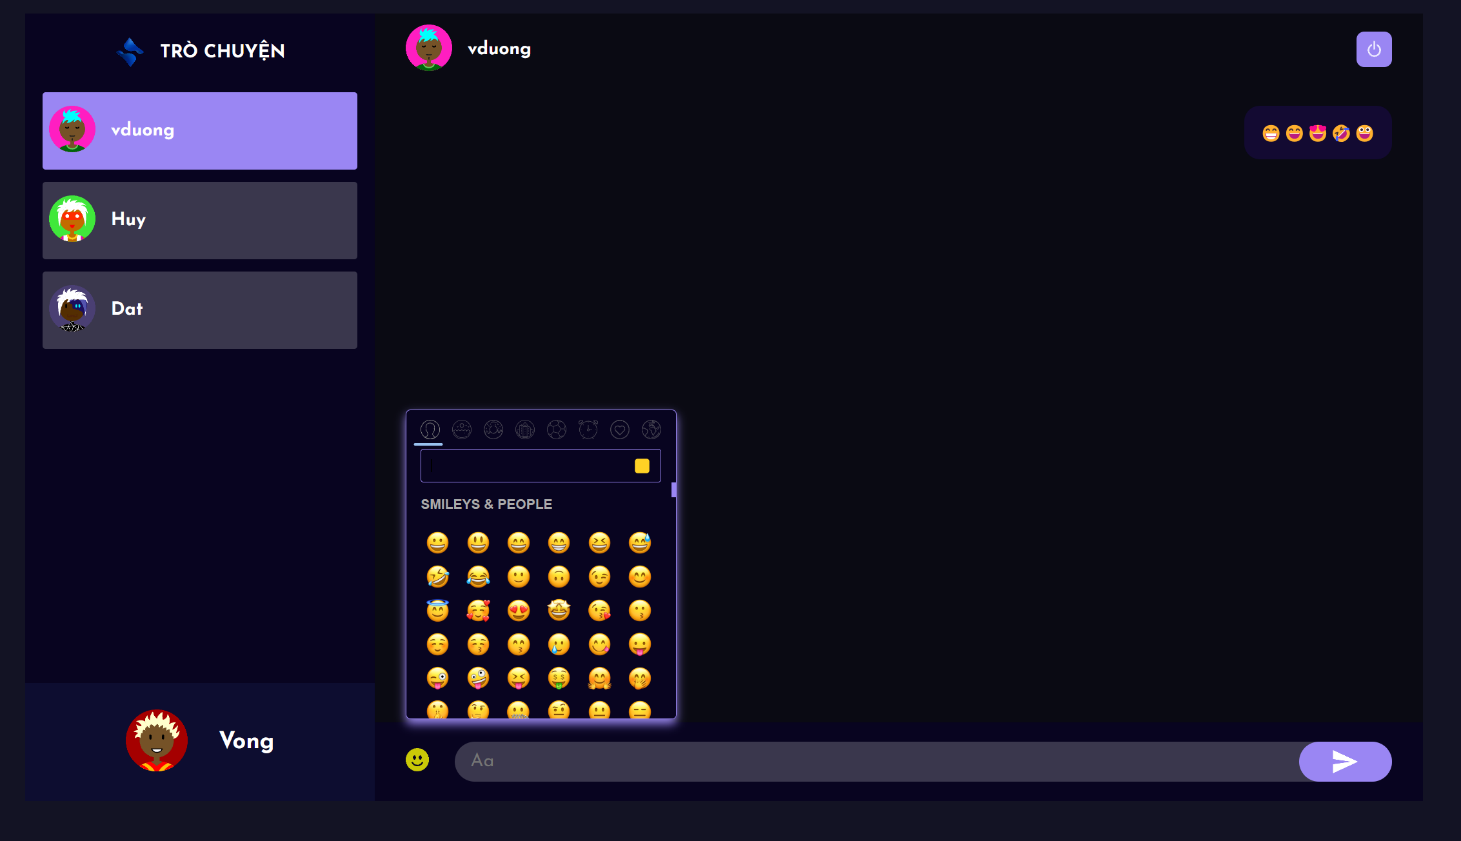 TRÒ CHUYỆN
vduong
Huy
Dat
Vong
vduong
😁😄😍🤣😀
SMILEYS & PEOPLE
Aa